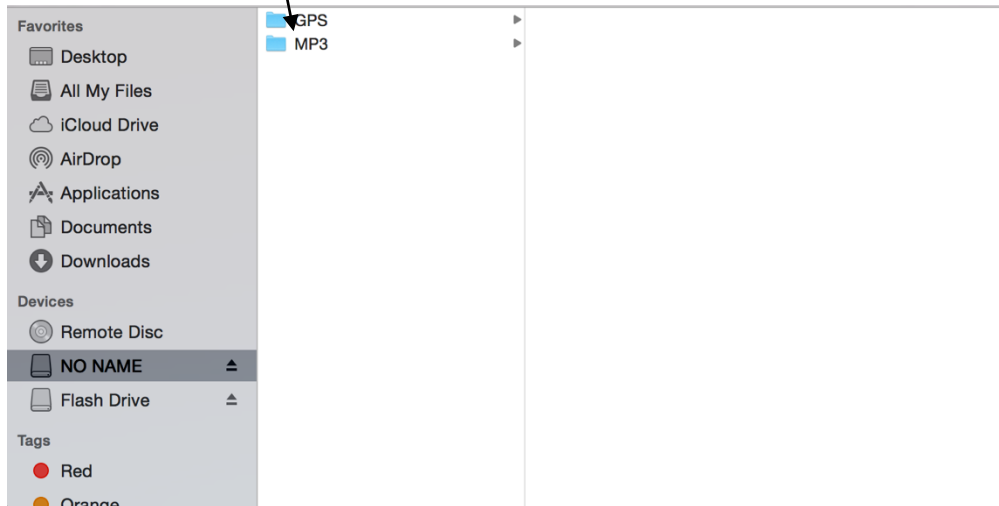 Favorites
Desktop
All My Files
iCloud Drive
AirDrop
Applications
Documents
Downloads
Devices
Remote Disc
NO NAME
Flash Drive
Tags
Red
Orange
GPS
MP3